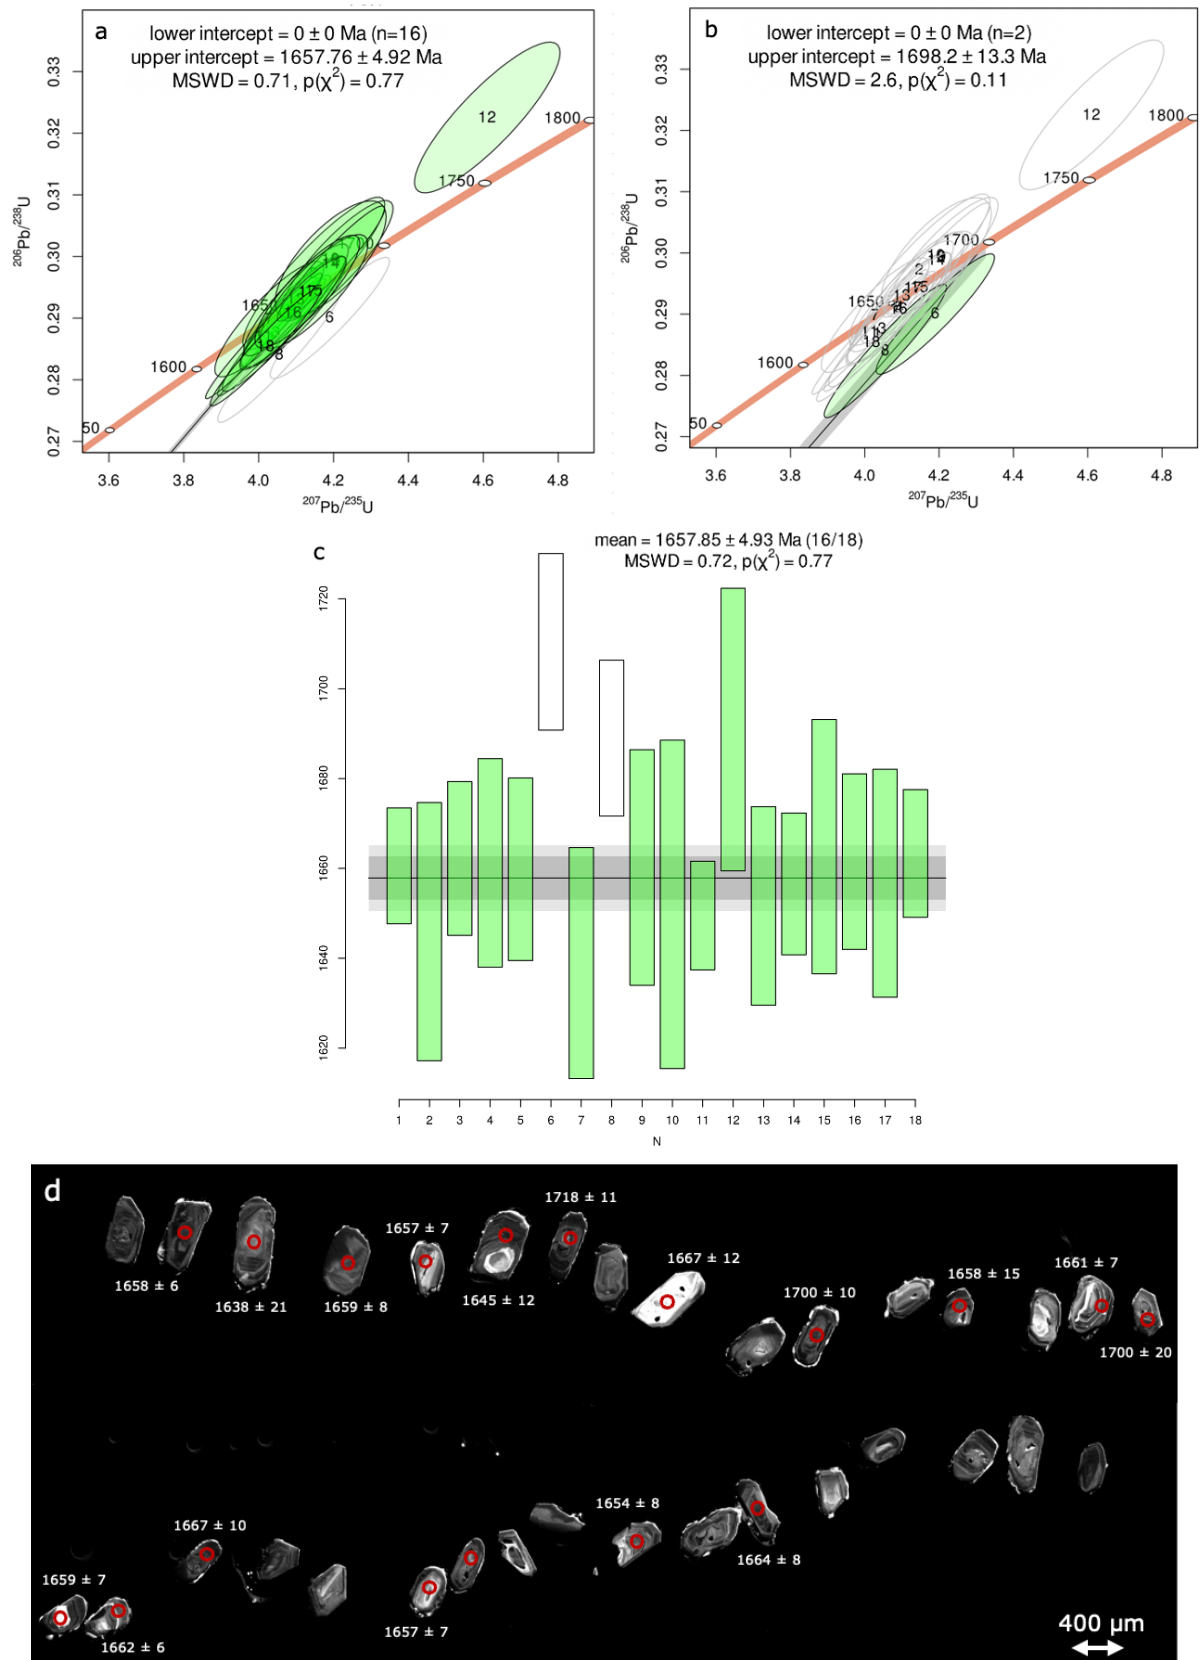 a
lower intercept = 0 ± 0 Ma (n=16)
upper intercept = 1657.76 ± 4.92 Ma
MSWD = 0.71, p(χ²) = 0.77
12
1800
1750
1650
1600
50
6
8
18
16
15
0.33
0.32
0.31
0.30
0.29
0.28
0.27
²⁰⁶Pb/²³⁸U
3.6 3.8 4.0 4.2 4.4 4.6 4.8
²⁰⁷Pb/²³⁵U
b
lower intercept = 0 ± 0 Ma (n=2)
upper intercept = 1698.2 ± 13.3 Ma
MSWD = 2.6, p(χ²) = 0.11
12
1800
1750
1700
1650
1600
50
2
6
8
18
0.33
0.32
0.31
0.30
0.29
0.28
0.27
²⁰⁶Pb/²³⁸U
3.6 3.8 4.0 4.2 4.4 4.6 4.8
²⁰⁷Pb/²³⁵U
c
mean = 1657.85 ± 4.93 Ma (16/18)
MSWD = 0.72, p(χ²) = 0.77
1720
1700
1680
1660
1640
1620
1 2 3 4 5 6 7 8 9 10 11 12 13 14 15 16 17 18
N
d
1718 ± 11
1657 ± 7
1667 ± 12
1658 ± 15
1661 ± 7
1658 ± 6
1638 ± 21
1659 ± 8
1645 ± 12
1700 ± 10
1700 ± 20
1654 ± 8
1667 ± 10
1664 ± 8
1659 ± 7
1662 ± 6
1657 ± 7
400 µm